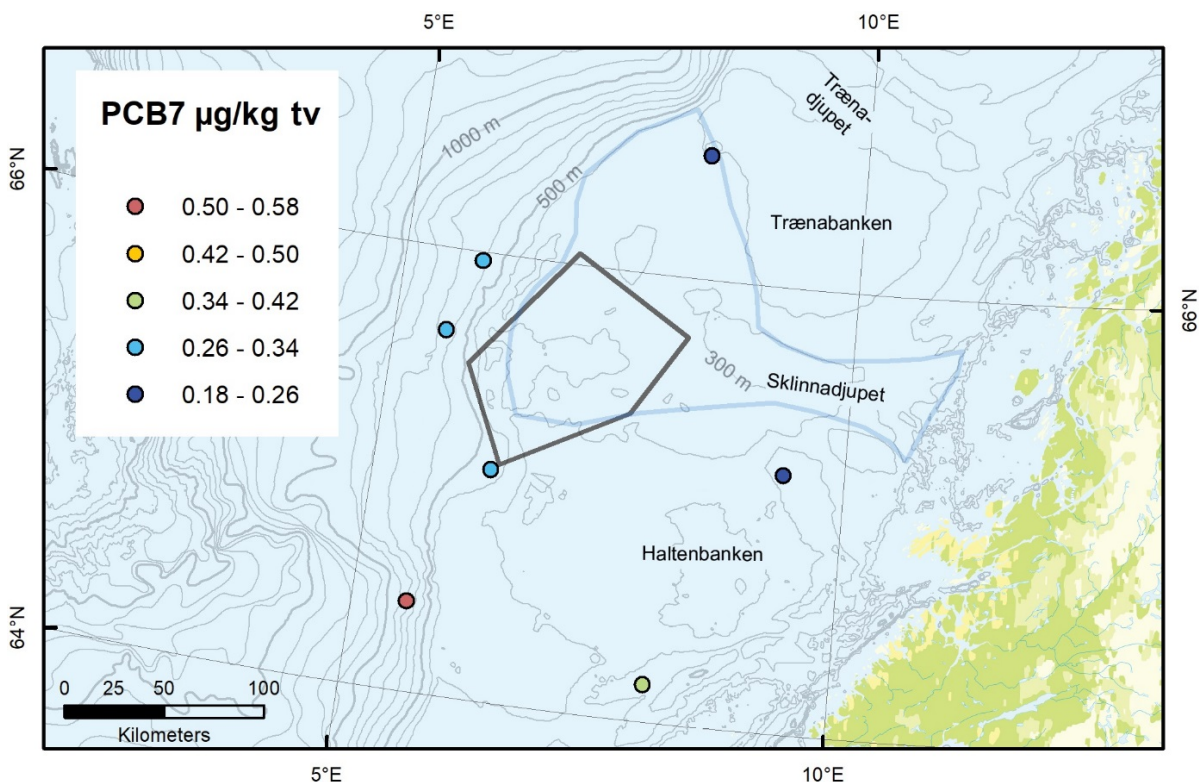 5°E
10°E
PCB7 µg/kg tv
0.50 - 0.58
0.42 - 0.50
0.34 - 0.42
0.26 - 0.34
0.18 - 0.26
1000 m
500 m
Træna-
djupet
Trænabanken
66°N
66°N
300 m
Sklinnadjupet
Haltenbanken
64°N
0 25 50 100
Kilometers
5°E
10°E